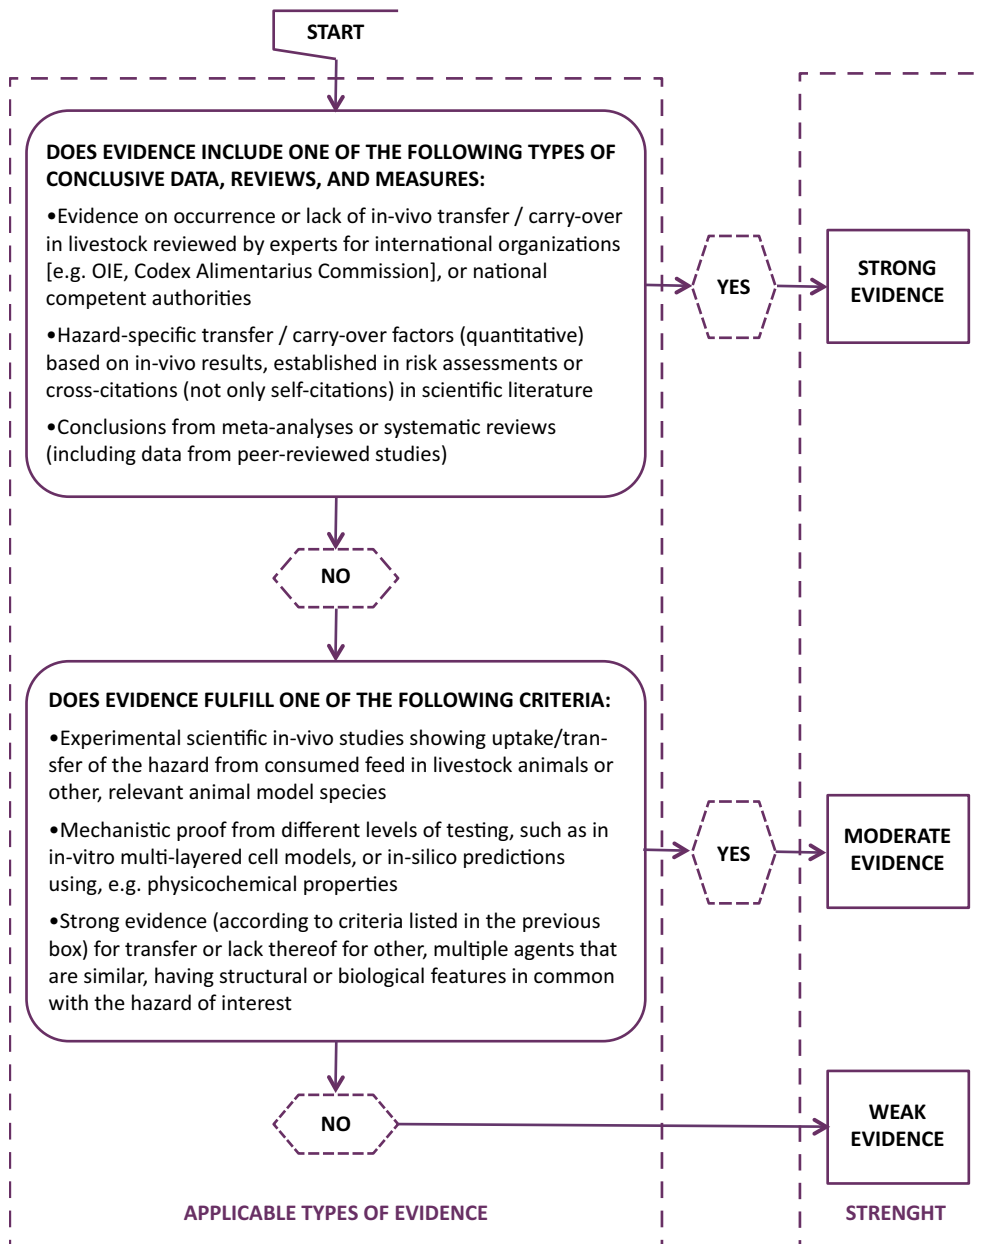 START
DOES EVIDENCE INCLUDE ONE OF THE FOLLOWING TYPES OF
CONCLUSIVE DATA, REVIEWS, AND MEASURES:
•Evidence on occurrence or lack of in-vivo transfer / carry-over
in livestock reviewed by experts for international organizations
[e.g. OIE, Codex Alimentarius Commission], or national
competent authorities
•Hazard-specific transfer / carry-over factors (quantitative)
based on in-vivo results, established in risk assessments or
cross-citations (not only self-citations) in scientific literature
•Conclusions from meta-analyses or systematic reviews
(including data from peer-reviewed studies)
YES
STRONG
EVIDENCE
NO
DOES EVIDENCE FULFILL ONE OF THE FOLLOWING CRITERIA:
•Experimental scientific in-vivo studies showing uptake/tran-
sfer of the hazard from consumed feed in livestock animals or
other, relevant animal model species
•Mechanistic proof from different levels of testing, such as in
in-vitro multi-layered cell models, or in-silico predictions
using, e.g. physicochemical properties
•Strong evidence (according to criteria listed in the previous
box) for transfer or lack thereof for other, multiple agents that
are similar, having structural or biological features in common
with the hazard of interest
YES
MODERATE
EVIDENCE
NO
WEAK
EVIDENCE
APPLICABLE TYPES OF EVIDENCE
STRENGHT